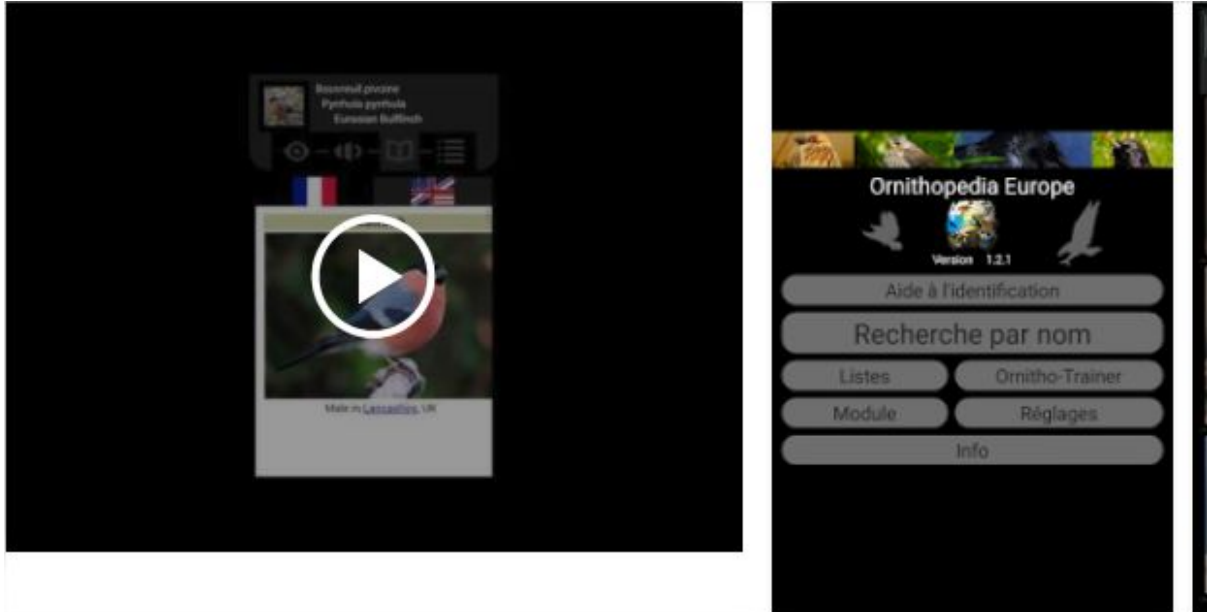 Bouvreuil pivoine
Pyrrhula pyrrhula
Eurasian Bullfinch
Male in Lancashire, UK
Ornithopedia Europe
Version 1.2.1
Aide à l'identification
Recherche par nom
Listes
Ornitho-Trainer
Module
Réglages
Info